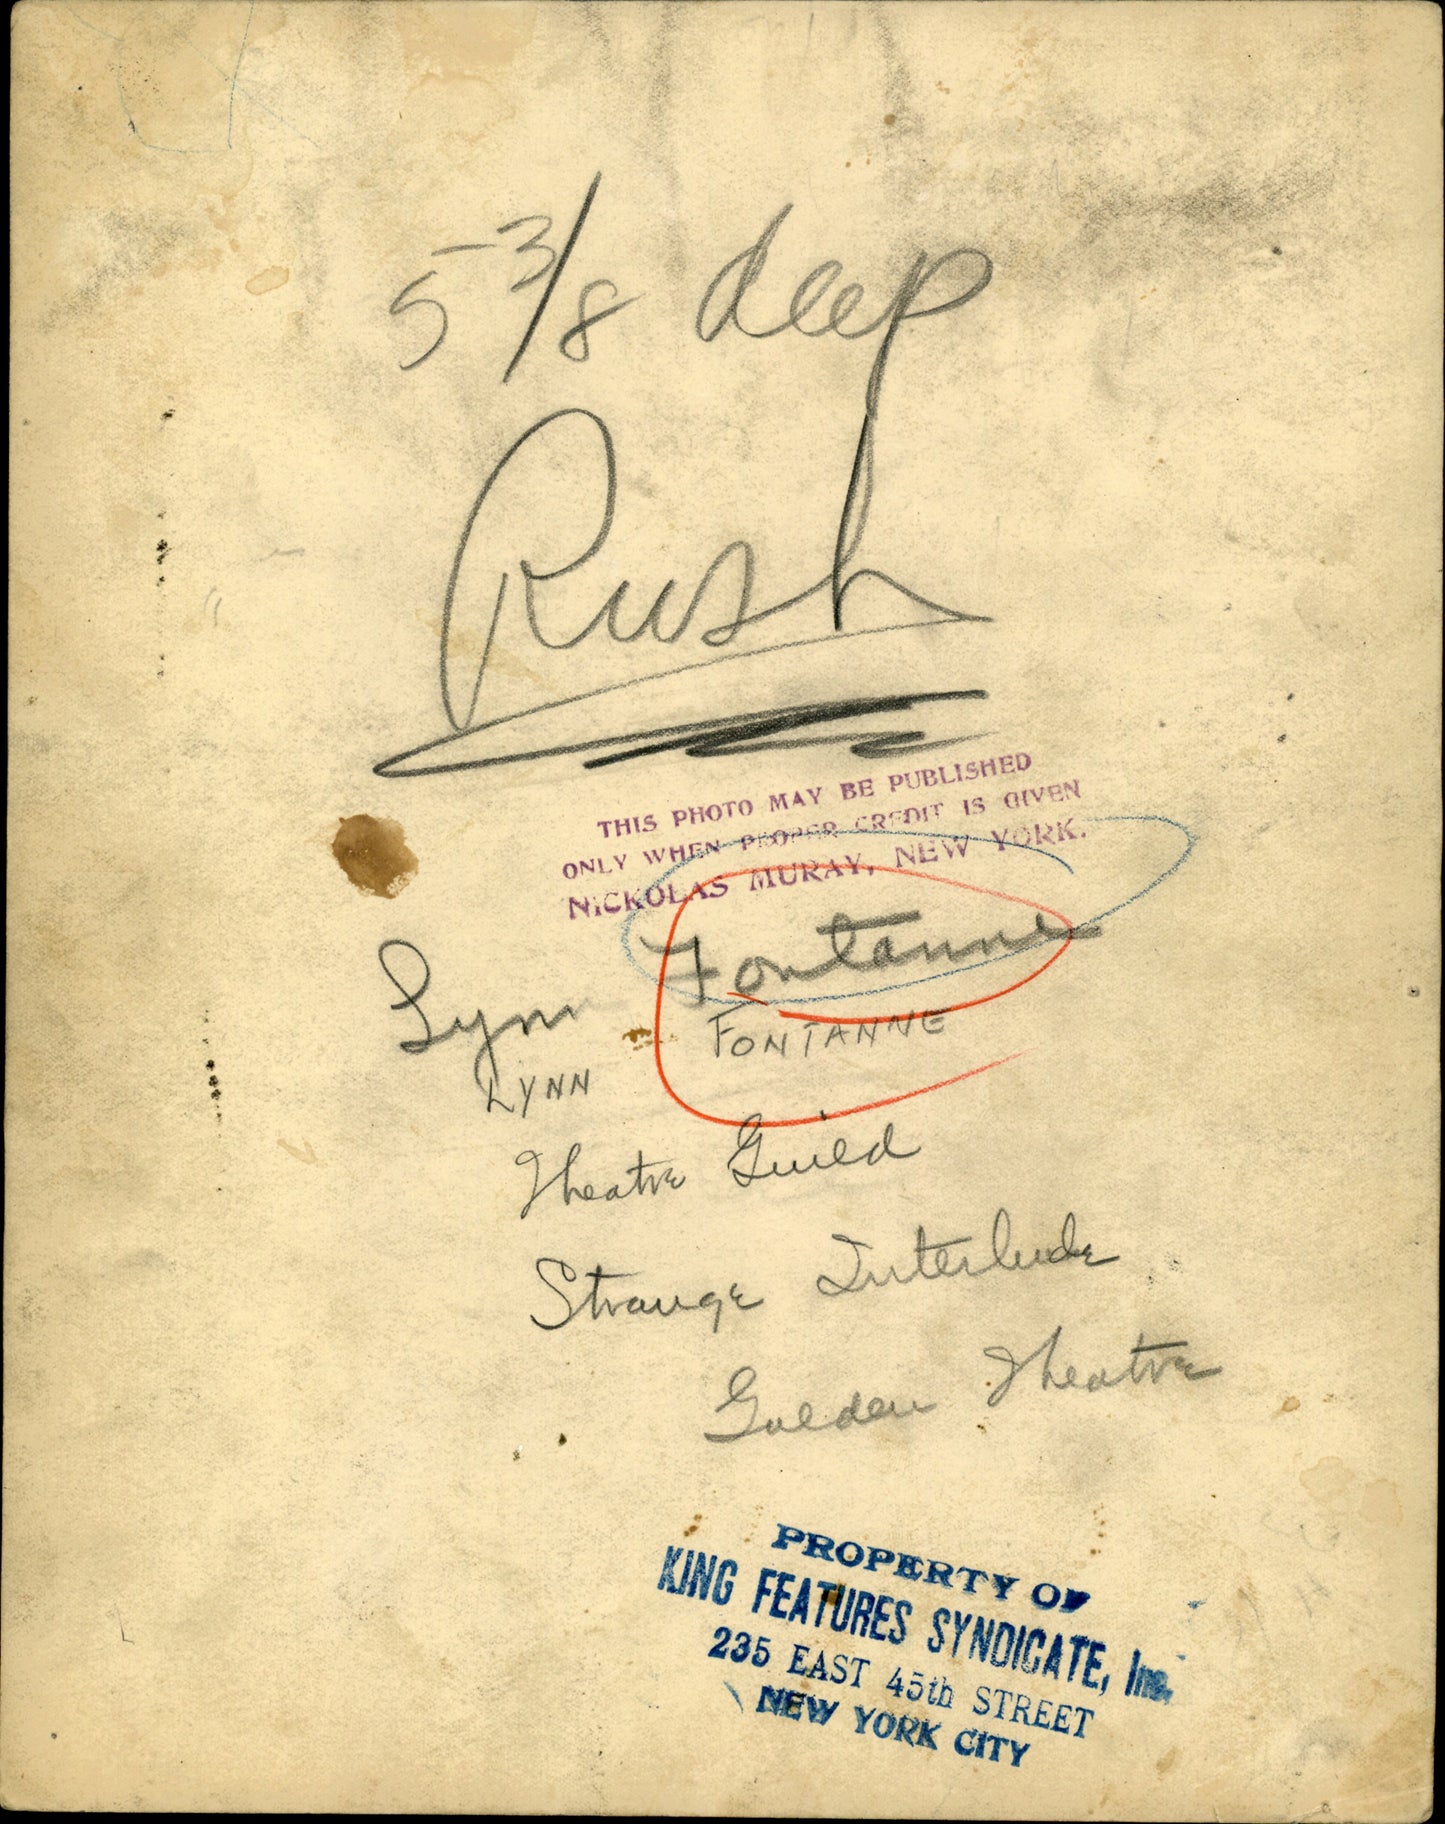 5 3/8 deep
Rush
THIS PHOTO MAY BE PUBLISHED
ONLY WHEN PROPER CREDIT IS GIVEN
NICKOLAS MURAY, NEW YORK.
Lynn Fontanne
LYNN FONTANNE
Theatre Guild
Strange Interlude
Golden Theatre
PROPERTY OF
KING FEATURES SYNDICATE, Inc.
235 EAST 45th STREET
NEW YORK CITY